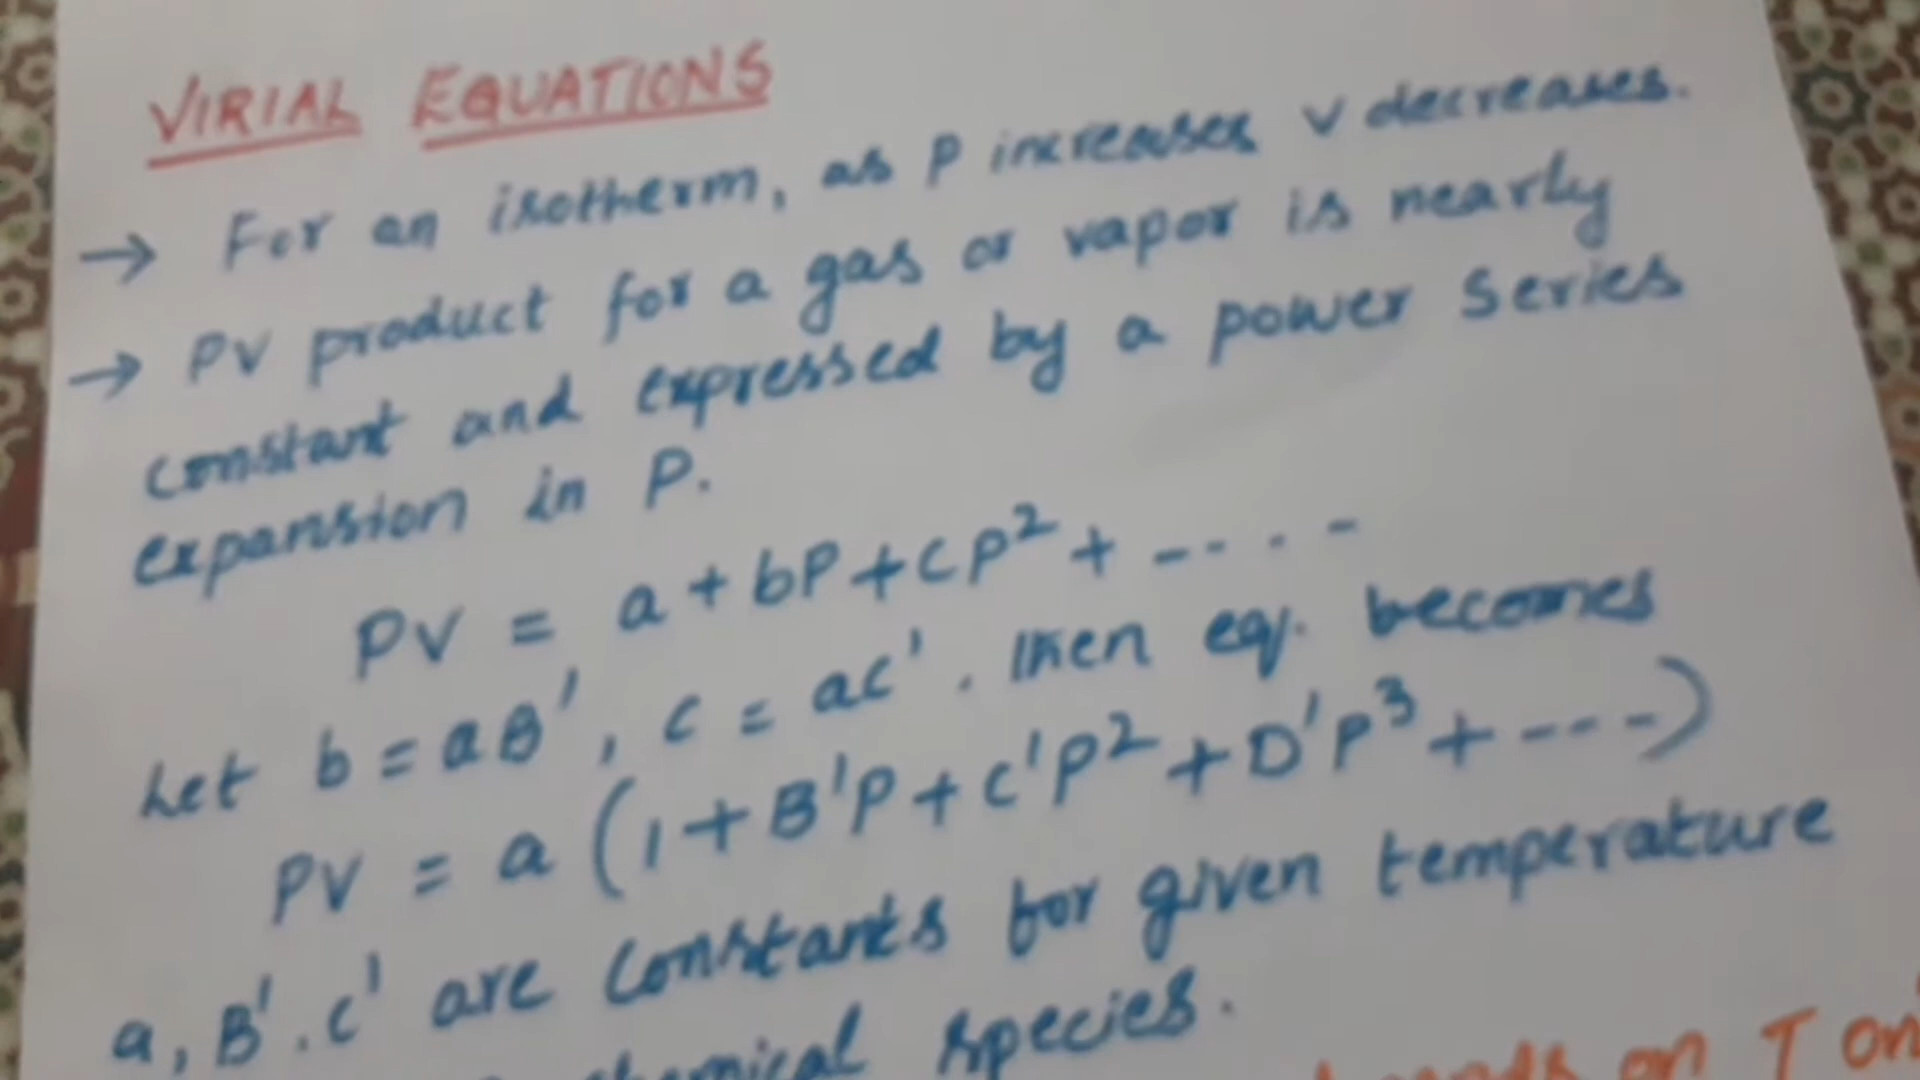 VIRIAL EQUATIONS
→ For an isotherm, as P increases V decreases.
→ PV product for a gas or vapor is nearly
constant and expressed by a power series
expansion in P.
PV = a + bP + CP² + - - - -
Let b = aB', c = ac'. Then eq. becomes
PV = a (1 + B'P + C'P² + D'P³ + - - -)
a, B', C' are constants for given temperature
chemical species.
on T on